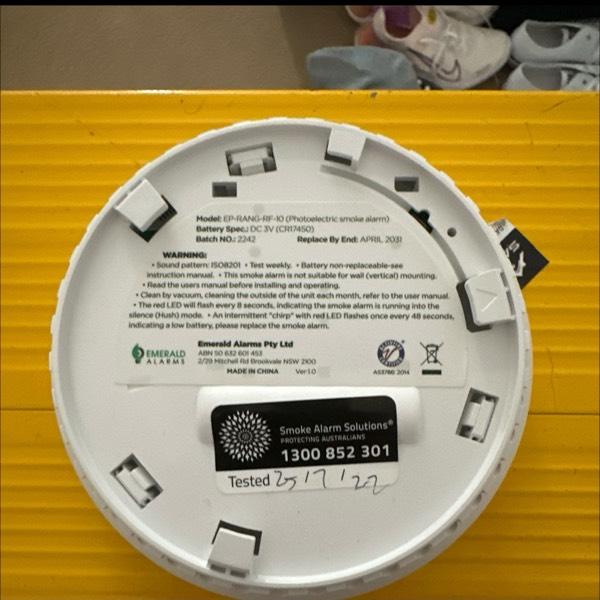 Model: EP-RANG-RF-10 (Photoelectric smoke alarm)
Battery Spec.: DC 3V (CR17450)
Batch NO.: 2242 Replace By End: APRIL 2031
WARNING:
• Sound pattern: ISO8201 • Test weekly. • Battery non-replaceable-see
instruction manual. • This smoke alarm is not suitable for wall (vertical) mounting.
• Read the users manual before installing and operating.
• Clean by vacuum, cleaning the outside of the unit each month, refer to the user manual.
• The red LED will flash every 8 seconds, indicating the smoke alarm is running into the
silence (Hush) mode. • An intermittent "chirp" with red LED flashes once every 48 seconds,
indicating a low battery, please replace the smoke alarm.
EMERALD
ALARMS
Emerald Alarms Pty Ltd
ABN 50 632 601 453
2/29 Mitchell Rd Brookvale NSW 2100
MADE IN CHINA Ver1.0
AS3786 2014
Smoke Alarm Solutions®
PROTECTING AUSTRALIANS
1300 852 301
Tested 25/7/22